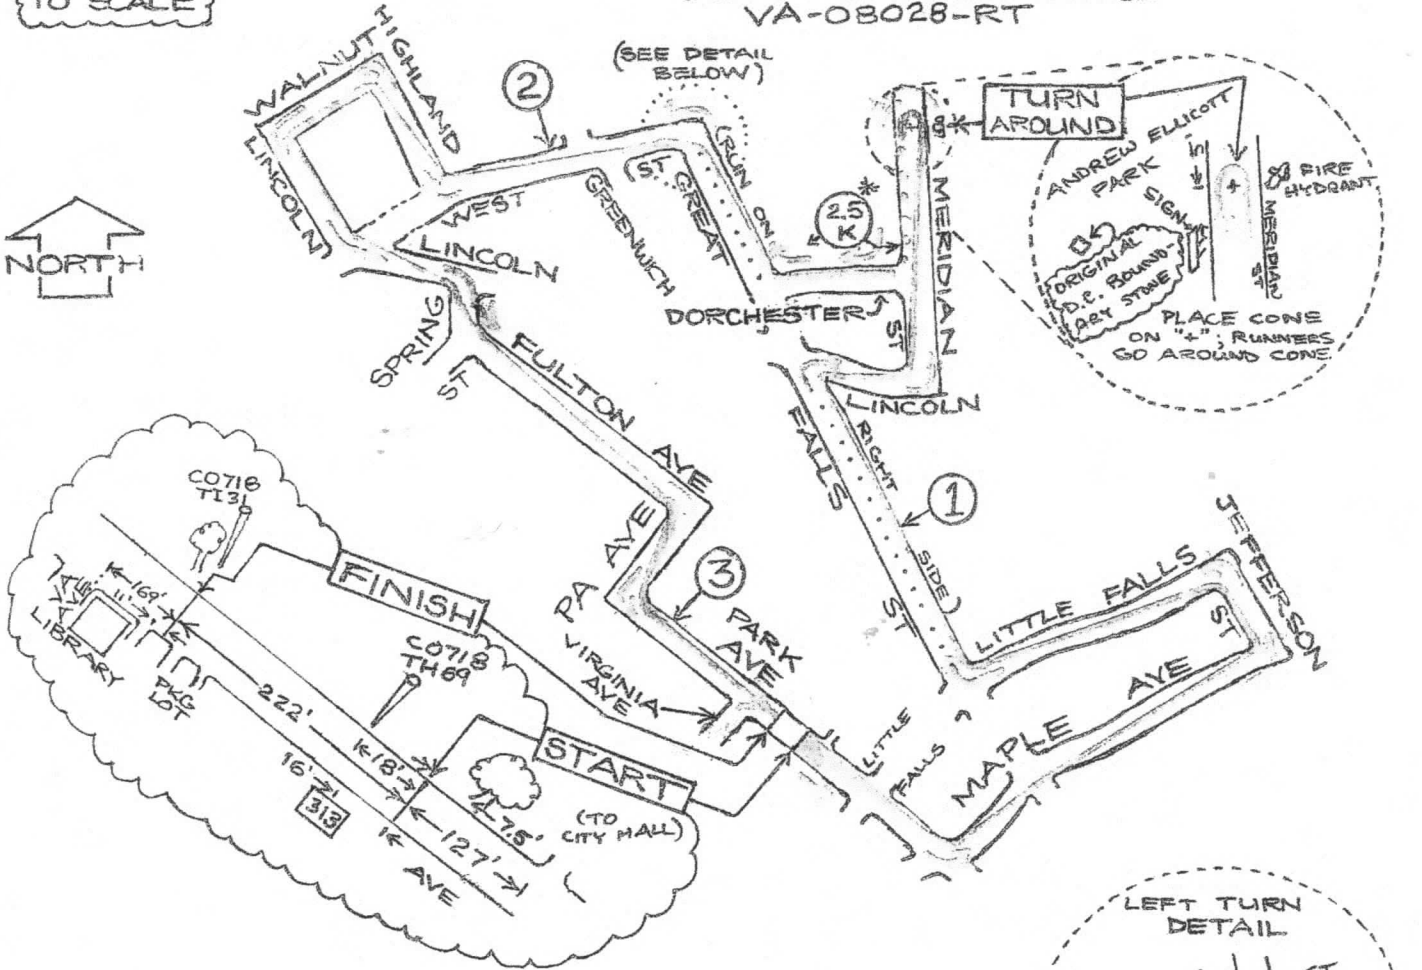 TO SCALE
VA-08028-RT
(SEE DETAIL
BELOW)
WALNUT
HIGHLAND
LINCOLN
2
TURN
AROUND
*
NORTH
WEST
LINCOLN
GREENWICH
(ST
GREAT
(RUN
ON
2.5
K
*
MERIDIAN
ST
DORCHESTER
LINCOLN
ANDREW ELLICOTT
PARK
SIGN
5'
FIRE
HYDRANT
MERIDIAN
ST
+
ORIGINAL
D.C. BOUND-
ARY STONE
PLACE CONE
ON "+"; RUNNERS
GO AROUND CONE.
SPRING
ST
FULTON AVE
FALLS
ST
RIGHT
SIDE)
1
PA AVE
3
PARK
AVE
VIRGINIA
AVE
LITTLE FALLS
ST
JEFFERSON
MAPLE AVE
LITTLE
FALLS
C0718
TI31
FINISH
169'
11'
LIBRARY
PKG
LOT
222'
C0718
TH69
18'
START
16'
313
7.5'
(TO
CITY HALL)
127'
AVE
LEFT TURN
DETAIL